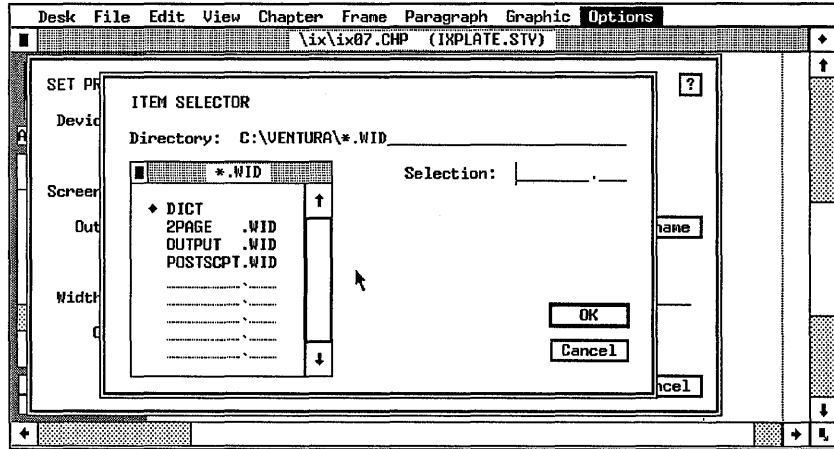 Desk File Edit View Chapter Frame Paragraph Graphic Options
\ix\ix07.CHP (IXPLATE.STY)
SET PR
?
ITEM SELECTOR
Devic
Directory: C:\VENTURA\*.WID
A
*.WID
Selection: .
Screen
DICT
Out
2PAGE .WID
name
OUTPUT .WID
POSTSCPT.WID
Width
OK
Cancel
ncel